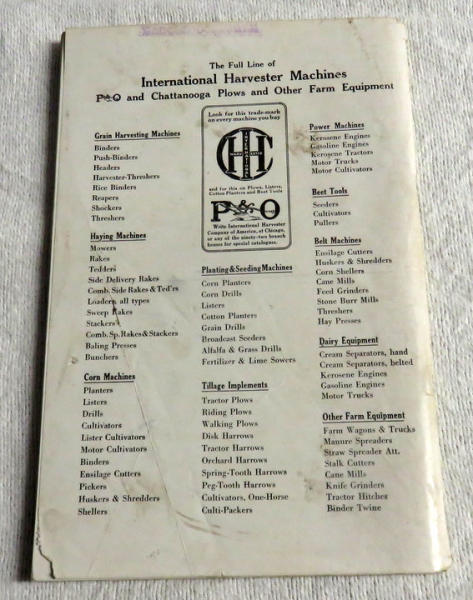 The Full Line of
International Harvester Machines
P&O and Chattanooga Plows and Other Farm Equipment
Grain Harvesting Machines
Binders
Push-Binders
Headers
Harvester-Threshers
Rice Binders
Reapers
Shockers
Threshers
Haying Machines
Mowers
Rakes
Tedders
Side Delivery Rakes
Comb. Side Rakes & Ted'rs
Loaders, all types
Sweep Rakes
Stackers
Comb. Sp. Rakes & Stackers
Baling Presses
Bunchers
Corn Machines
Planters
Listers
Drills
Cultivators
Lister Cultivators
Motor Cultivators
Binders
Ensilage Cutters
Pickers
Huskers & Shredders
Shellers
Look for this trade-mark
on every machine you buy
IHC
and for this on Plows, Listers,
Cotton Planters and Beet Tools
P&O
Write International Harvester
Company of America, at Chicago,
or any of the ninety-two branch
houses for special catalogues.
Planting & Seeding Machines
Corn Planters
Corn Drills
Listers
Cotton Planters
Grain Drills
Broadcast Seeders
Alfalfa & Grass Drills
Fertilizer & Lime Sowers
Tillage Implements
Tractor Plows
Riding Plows
Walking Plows
Disk Harrows
Tractor Harrows
Orchard Harrows
Spring-Tooth Harrows
Peg-Tooth Harrows
Cultivators, One-Horse
Culti-Packers
Power Machines
Kerosene Engines
Gasoline Engines
Kerosene Tractors
Motor Trucks
Motor Cultivators
Beet Tools
Seeders
Cultivators
Pullers
Belt Machines
Ensilage Cutters
Huskers & Shredders
Corn Shellers
Cane Mills
Feed Grinders
Stone Burr Mills
Threshers
Hay Presses
Dairy Equipment
Cream Separators, hand
Cream Separators, belted
Kerosene Engines
Gasoline Engines
Motor Trucks
Other Farm Equipment
Farm Wagons & Trucks
Manure Spreaders
Straw Spreader Att.
Stalk Cutters
Cane Mills
Knife Grinders
Tractor Hitches
Binder Twine